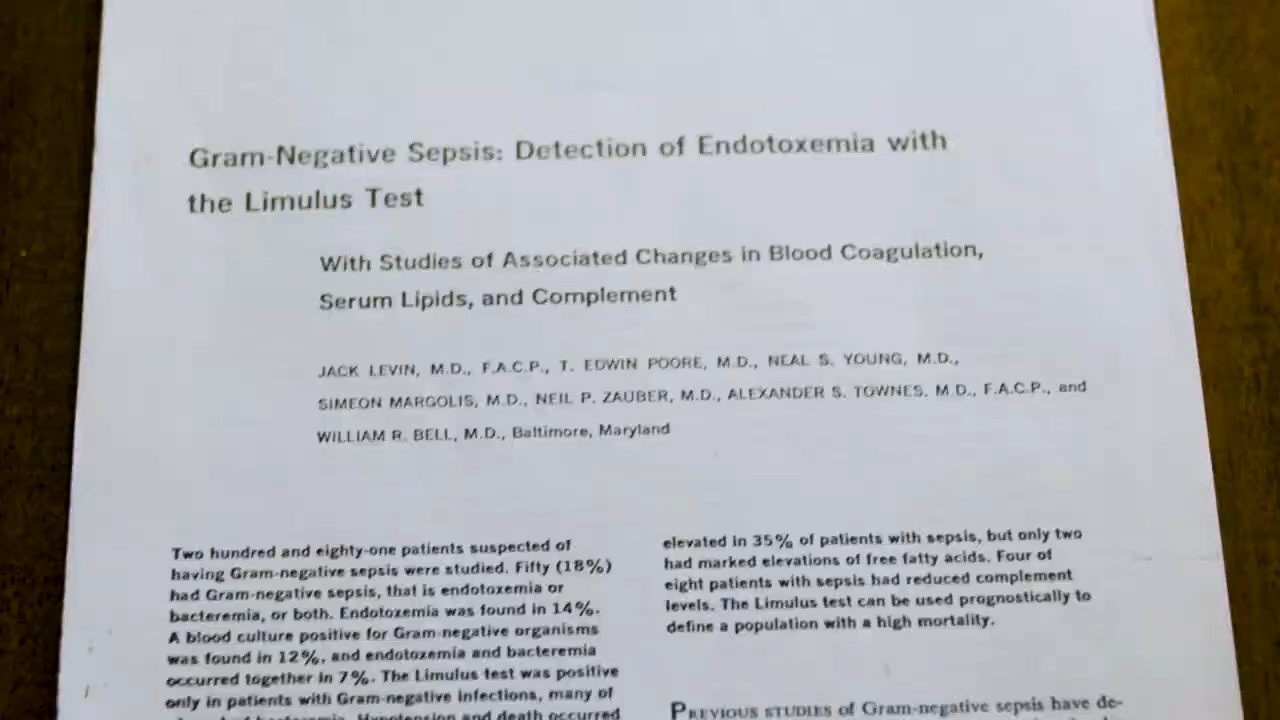 Gram-Negative Sepsis: Detection of Endotoxemia with
the Limulus Test
With Studies of Associated Changes in Blood Coagulation,
Serum Lipids, and Complement
JACK LEVIN, M.D., F.A.C.P., T. EDWIN POORE, M.D., NEAL S. YOUNG, M.D.,
SIMEON MARGOLIS, M.D., NEIL P. ZAUBER, M.D., ALEXANDER S. TOWNES, M.D., F.A.C.P., and
WILLIAM R. BELL, M.D., Baltimore, Maryland
Two hundred and eighty-one patients suspected of
having Gram-negative sepsis were studied. Fifty (18%)
had Gram-negative sepsis, that is endotoxemia or
bacteremia, or both. Endotoxemia was found in 14%.
A blood culture positive for Gram-negative organisms
was found in 12%, and endotoxemia and bacteremia
occurred together in 7%. The Limulus test was positive
only in patients with Gram-negative infections, many of
Hypotension and death occurred
elevated in 35% of patients with sepsis, but only two
had marked elevations of free fatty acids. Four of
eight patients with sepsis had reduced complement
levels. The Limulus test can be used prognostically to
define a population with a high mortality.
PREVIOUS STUDIES of Gram-negative sepsis have de-